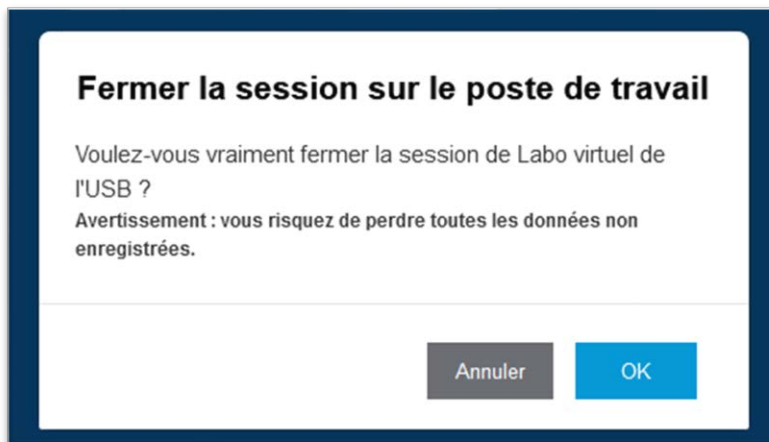 Fermer la session sur le poste de travail
Voulez-vous vraiment fermer la session de Labo virtuel de
l'USB ?
Avertissement : vous risquez de perdre toutes les données non
enregistrées.
Annuler
OK